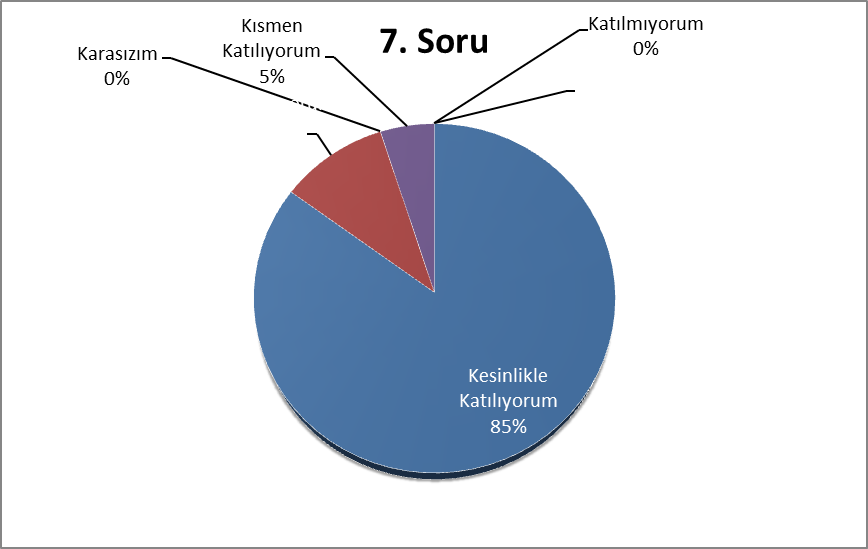 7. Soru
Karasızım
0%
Kısmen
Katılıyorum
5%
Katılmıyorum
0%
Kesinlikle
Katılıyorum
85%